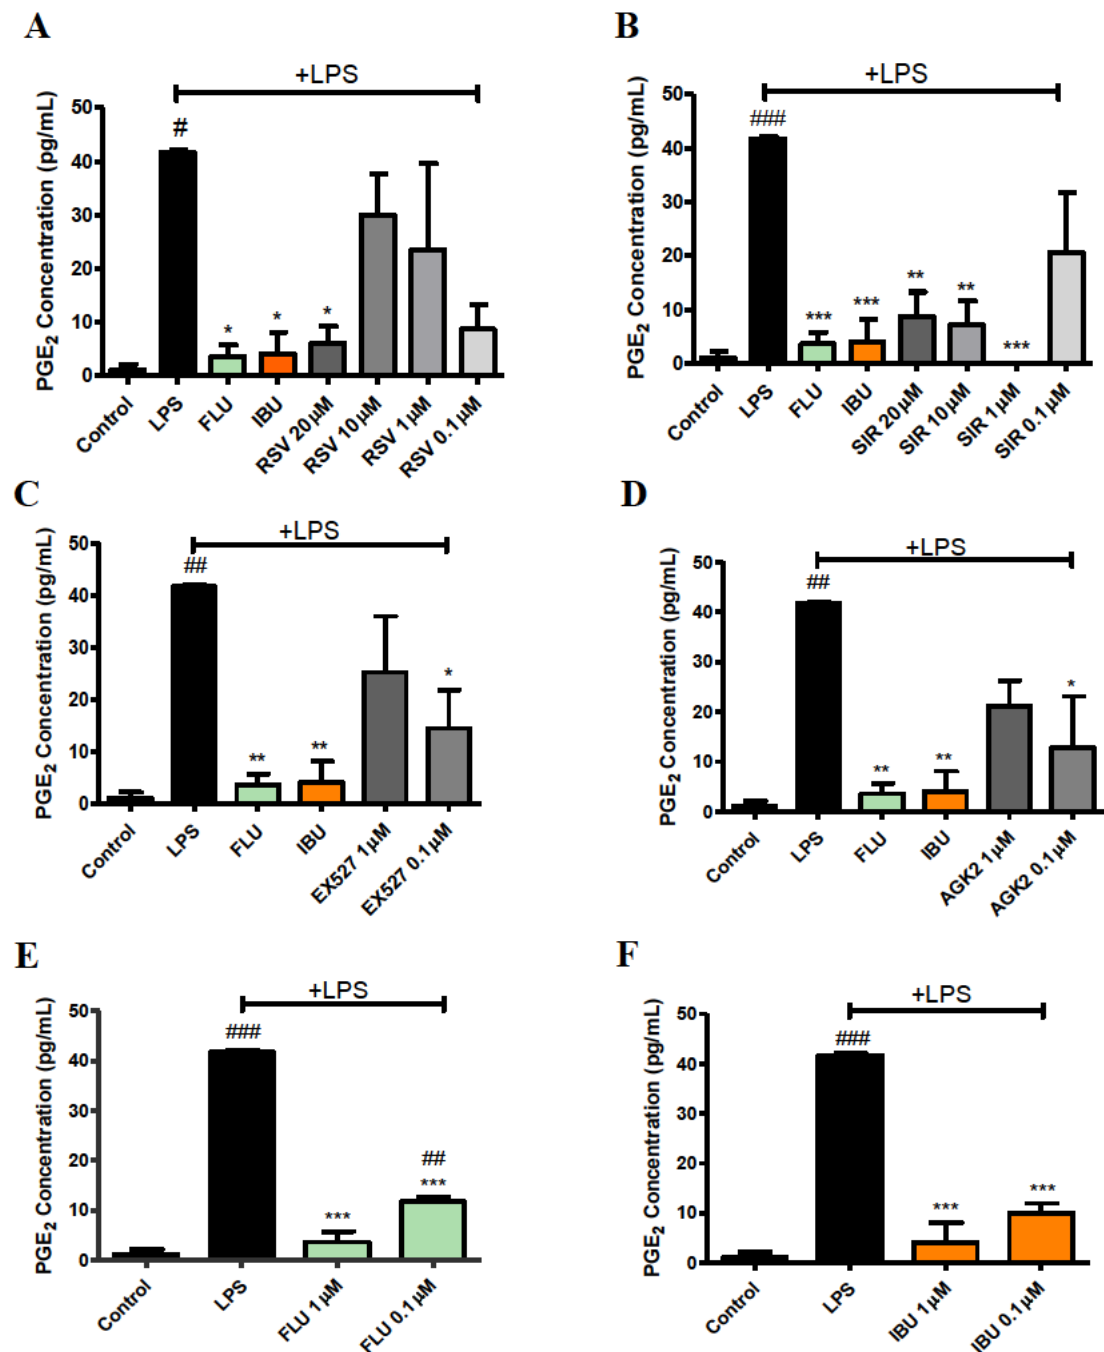 A
+LPS
PGE₂ Concentration (pg/mL)
50
40
30
20
10
0
#
*
*
*
Control
LPS
FLU
IBU
RSV 20µM
RSV 10µM
RSV 1µM
RSV 0.1µM
B
+LPS
PGE₂ Concentration (pg/mL)
50
40
30
20
10
0
###
***
***
**
**
***
Control
LPS
FLU
IBU
SIR 20µM
SIR 10µM
SIR 1µM
SIR 0.1µM
C
+LPS
PGE₂ Concentration (pg/mL)
50
40
30
20
10
0
##
**
**
*
Control
LPS
FLU
IBU
EX527 1µM
EX527 0.1µM
D
+LPS
PGE₂ Concentration (pg/mL)
50
40
30
20
10
0
##
**
**
*
Control
LPS
FLU
IBU
AGK2 1µM
AGK2 0.1µM
E
+LPS
PGE₂ Concentration (pg/mL)
50
40
30
20
10
0
###
***
##
***
Control
LPS
FLU 1µM
FLU 0.1µM
F
+LPS
PGE₂ Concentration (pg/mL)
50
40
30
20
10
0
###
***
***
Control
LPS
IBU 1µM
IBU 0.1µM